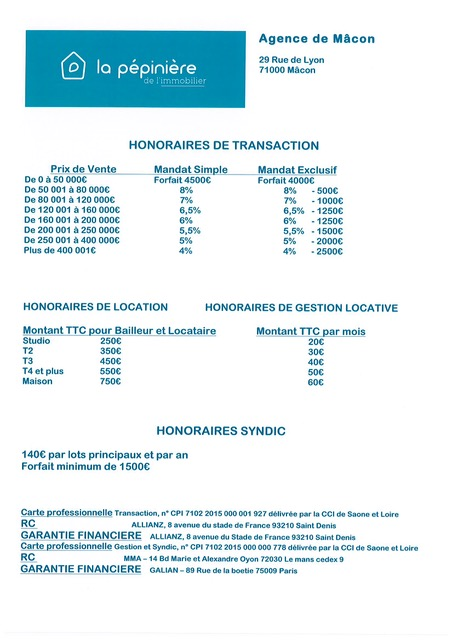 la pépinière
de l'immobilier
Agence de Mâcon
29 Rue de Lyon
71000 Mâcon
HONORAIRES DE TRANSACTION
Prix de Vente Mandat Simple Mandat Exclusif
De 0 à 50 000€ Forfait 4500€ Forfait 4000€
De 50 001 à 80 000€ 8% 8% - 500€
De 80 001 à 120 000€ 7% 7% - 1000€
De 120 001 à 160 000€ 6,5% 6,5% - 1250€
De 160 001 à 200 000€ 6% 6% - 1250€
De 200 001 à 250 000€ 5,5% 5,5% - 1500€
De 250 001 à 400 000€ 5% 5% - 2000€
Plus de 400 001€ 4% 4% - 2500€
HONORAIRES DE LOCATION HONORAIRES DE GESTION LOCATIVE
Montant TTC pour Bailleur et Locataire Montant TTC par mois
Studio 250€ 20€
T2 350€ 30€
T3 450€ 40€
T4 et plus 550€ 50€
Maison 750€ 60€
HONORAIRES SYNDIC
140€ par lots principaux et par an
Forfait minimum de 1500€
Carte professionnelle Transaction, n° CPI 7102 2015 000 001 927 délivrée par la CCI de Saone et Loire
RC ALLIANZ, 8 avenue du stade de France 93210 Saint Denis
GARANTIE FINANCIERE ALLIANZ, 8 avenue du Stade de France 93210 Saint Denis
Carte professionnelle Gestion et Syndic, n° CPI 7102 2015 000 000 778 délivrée par la CCI de Saone et Loire
RC MMA – 14 Bd Marie et Alexandre Oyon 72030 Le mans cedex 9
GARANTIE FINANCIERE GALIAN – 89 Rue de la boetie 75009 Paris